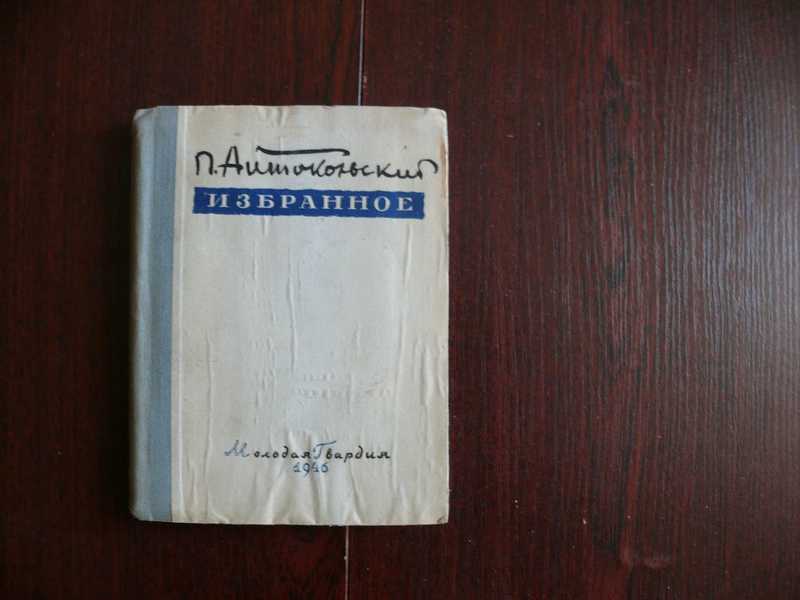 П. Антокольский
ИЗБРАННОЕ
Молодая Гвардия
1946